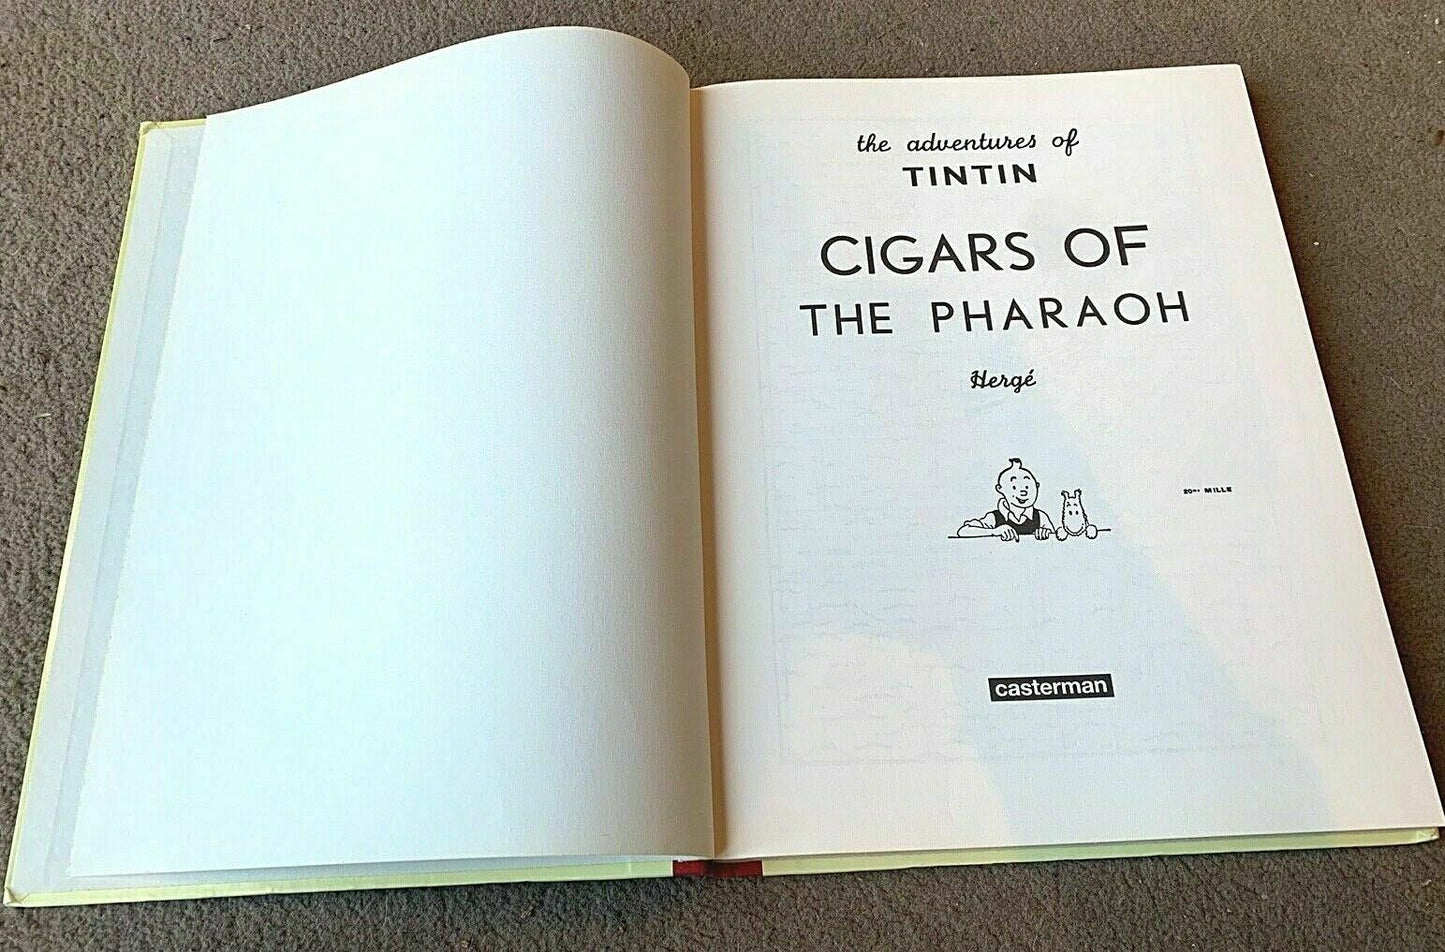 the adventures of
TINTIN
CIGARS OF
THE PHARAOH
Hergé
20me MILLE
casterman